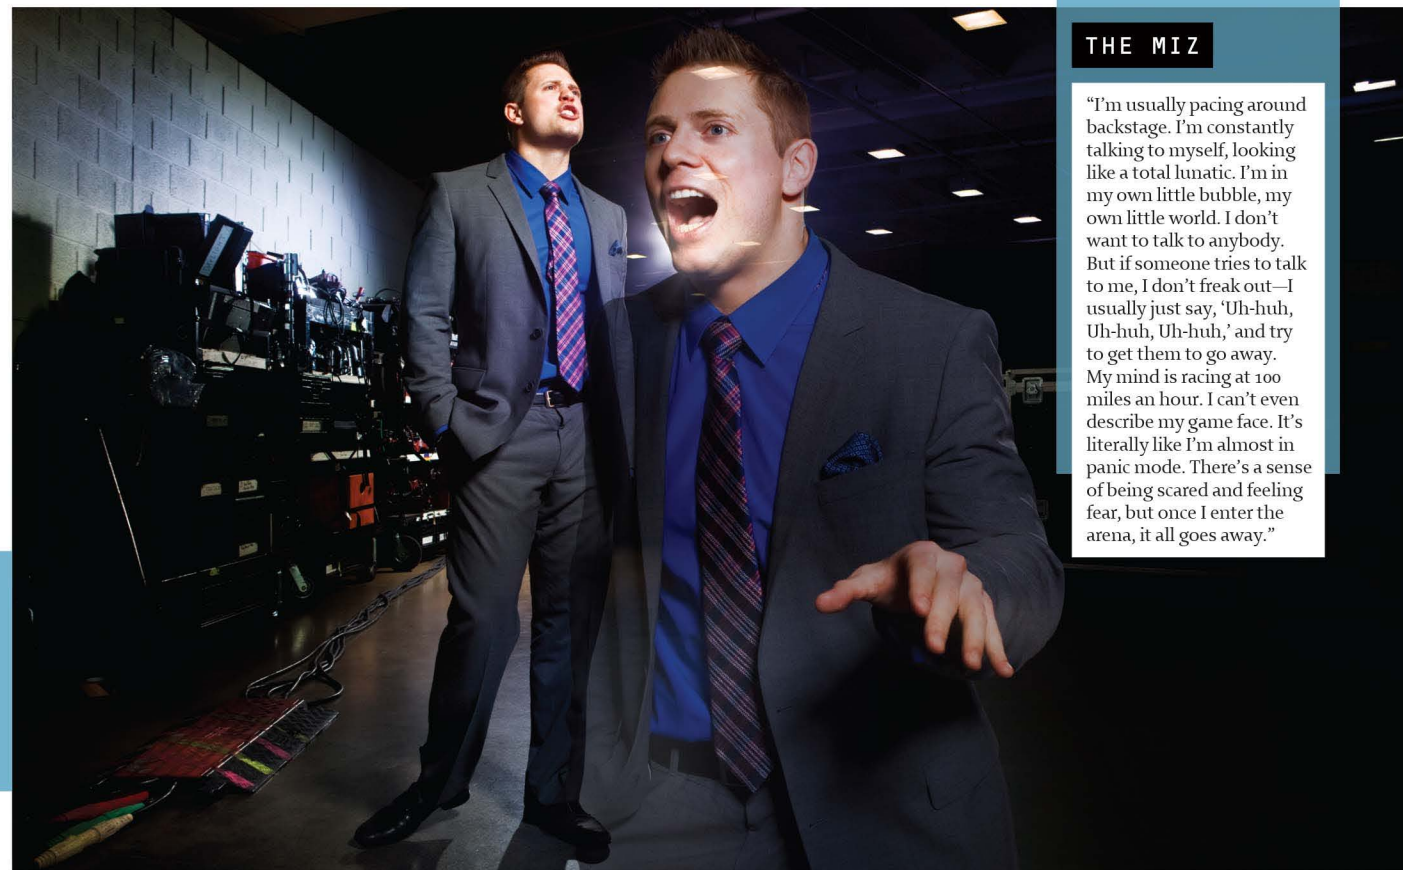 THE MIZ
“I’m usually pacing around
backstage. I’m constantly
talking to myself, looking
like a total lunatic. I’m in
my own little bubble, my
own little world. I don’t
want to talk to anybody.
But if someone tries to talk
to me, I don’t freak out—I
usually just say, ‘Uh-huh,
Uh-huh, Uh-huh,’ and try
to get them to go away.
My mind is racing at 100
miles an hour. I can’t even
describe my game face. It’s
literally like I’m almost in
panic mode. There’s a sense
of being scared and feeling
fear, but once I enter the
arena, it all goes away.”